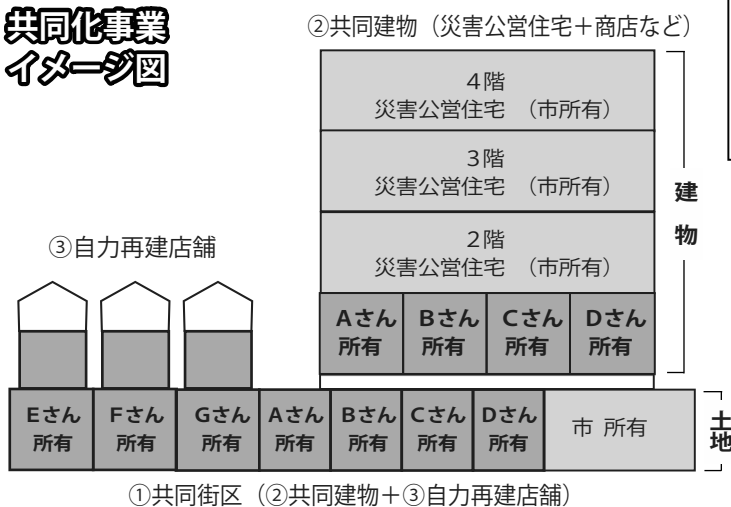 共同化事業
イメージ図
②共同建物（災害公営住宅＋商店など）
4階
災害公営住宅　（市所有）
3階
災害公営住宅　（市所有）
2階
災害公営住宅　（市所有）
建物
③自力再建店舗
Aさん所有
Bさん所有
Cさん所有
Dさん所有
Eさん所有
Fさん所有
Gさん所有
Aさん所有
Bさん所有
Cさん所有
Dさん所有
市 所有
土地
①共同街区（②共同建物＋③自力再建店舗）